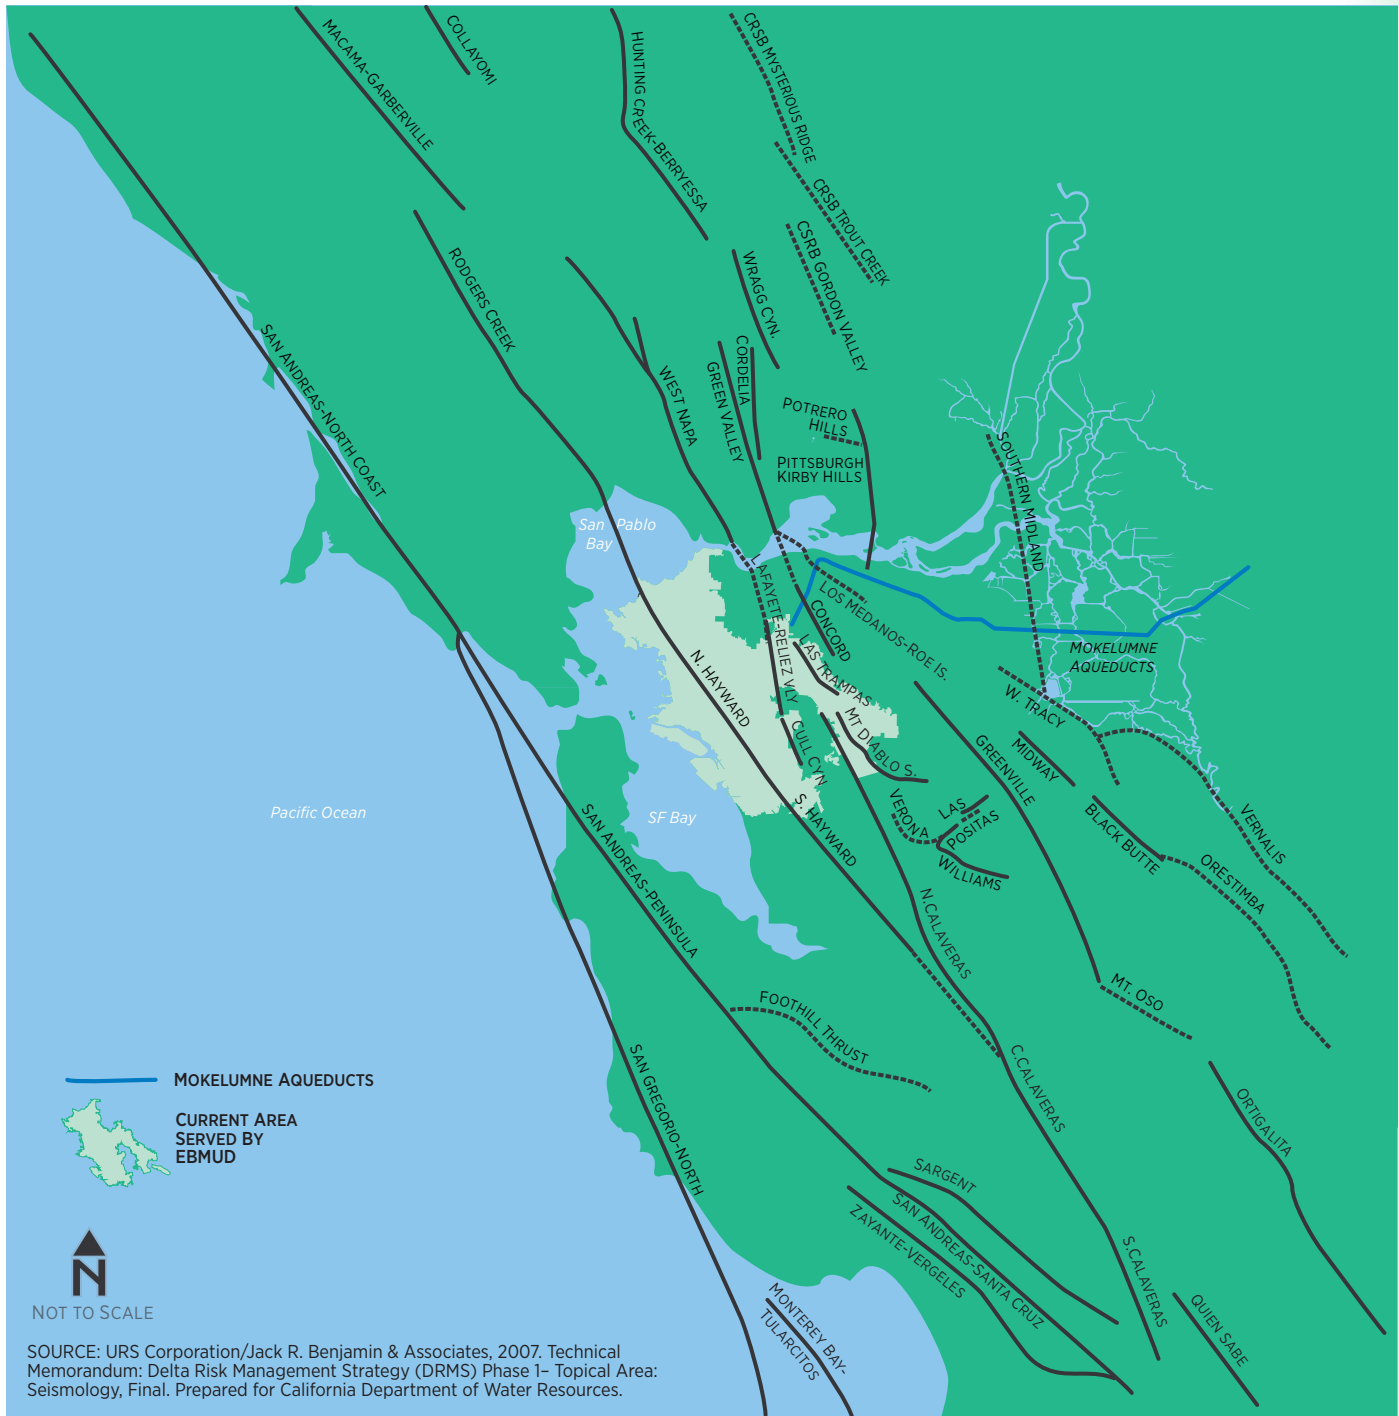 COLLAYOMI
MACAMA-GARBERVILLE
HUNTING CREEK-BERRYESSA
CRSB MYSTERIOUS RIDGE
CRSB TROUT CREEK
CSRB GORDON VALLEY
WRAGG CYN.
RODGERS CREEK
SAN ANDREAS-NORTH COAST
WEST NAPA
GREEN VALLEY
CORDELIA
POTRERO
HILLS
PITTSBURGH
KIRBY HILLS
SOUTHERN MIDLAND
San Pablo
Bay
LAFAYETE-RELIEZ VLY
CONCORD
LOS MEDANOS-ROE IS.
MOKELUMNE
AQUEDUCTS
N. HAYWARD
LAS TRAMPAS
MT DIABLO S.
CULL CYN
W. TRACY
MIDWAY
GREENVILLE
Pacific Ocean
SF Bay
S. HAYWARD
VERONA
LAS
POSITAS
WILLIAMS
BLACK BUTTE
VERNALIS
ORESTIMBA
SAN ANDREAS-PENINSULA
N.CALAVERAS
MT. OSO
FOOTHILL THRUST
C.CALAVERAS
SAN GREGORIO-NORTH
ORTIGALITA
SARGENT
SAN ANDREAS-SANTA CRUZ
ZAYANTE-VERGELES
S.CALAVERAS
QUIEN SABE
MONTEREY BAY-
TULARCITOS
MOKELUMNE AQUEDUCTS
CURRENT AREA
SERVED BY
EBMUD
N
NOT TO SCALE
SOURCE: URS Corporation/Jack R. Benjamin & Associates, 2007. Technical
Memorandum: Delta Risk Management Strategy (DRMS) Phase 1– Topical Area:
Seismology, Final. Prepared for California Department of Water Resources.